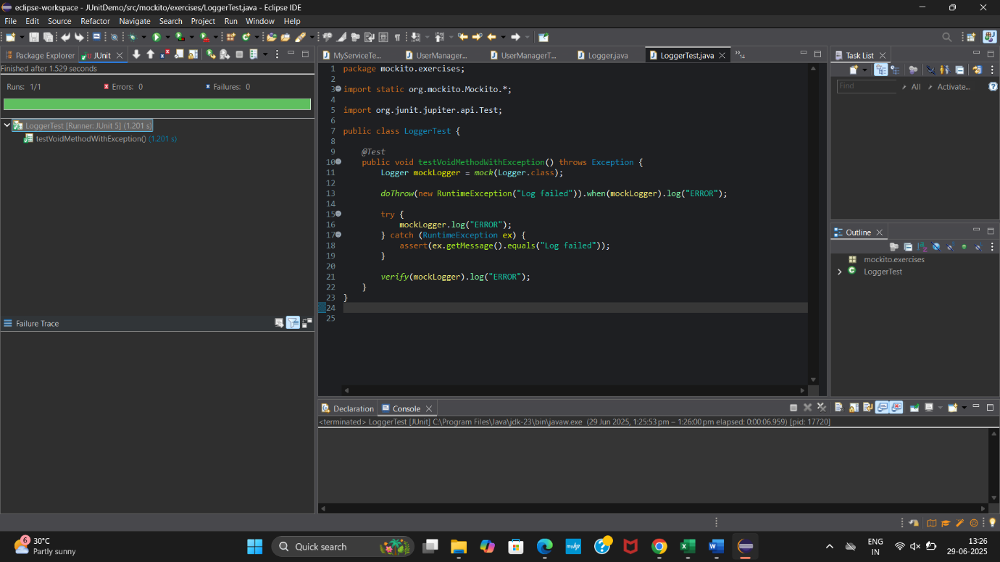 eclipse-workspace - JUnitDemo/src/mockito/exercises/LoggerTest.java - Eclipse IDE
File Edit Source Refactor Navigate Search Project Run Window Help
Package Explorer
JUnit
Finished after 1.529 seconds
Runs: 1/1 Errors: 0 Failures: 0
LoggerTest [Runner: JUnit 5] (1.201 s)
testVoidMethodWithException() (1.201 s)
Failure Trace
MyServiceTe... UserManager... UserManagerT... Logger.java LoggerTest.java »14
1 package mockito.exercises;
2
3 import static org.mockito.Mockito.*;
4
5 import org.junit.jupiter.api.Test;
6
7 public class LoggerTest {
8
9 @Test
10 public void testVoidMethodWithException() throws Exception {
11 Logger mockLogger = mock(Logger.class);
12
13 doThrow(new RuntimeException("Log failed")).when(mockLogger).log("ERROR");
14
15 try {
16 mockLogger.log("ERROR");
17 } catch (RuntimeException ex) {
18 assert(ex.getMessage().equals("Log failed"));
19 }
20
21 verify(mockLogger).log("ERROR");
22 }
23 }
24
25
Task List
Find All Activate...
Outline
mockito.exercises
LoggerTest
Declaration Console
<terminated> LoggerTest [JUnit] C:\Program Files\Java\jdk-23\bin\javaw.exe (29 Jun 2025, 1:25:53 pm – 1:26:00 pm elapsed: 0:00:06.959) [pid: 17720]
6
30°C
Partly sunny
Quick search
myhp
ENG
IN
13:26
29-06-2025